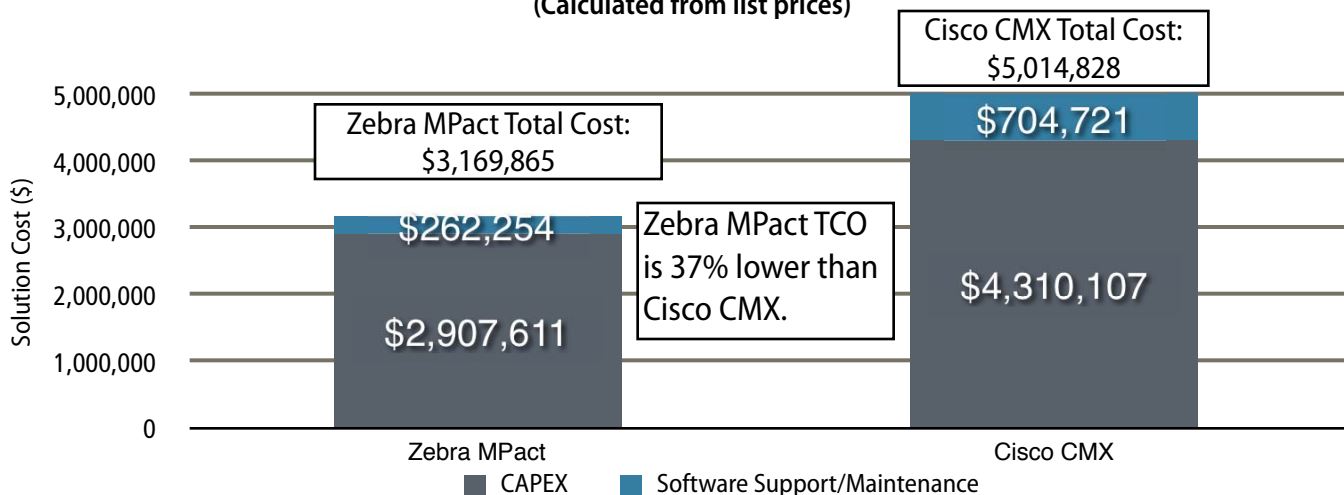 (Calculated from list prices)
Cisco CMX Total Cost:
$5,014,828
5,000,000
$704,721
Zebra MPact Total Cost:
$3,169,865
4,000,000
Solution Cost ($)
3,000,000
$262,254
Zebra MPact TCO
is 37% lower than
Cisco CMX.
2,000,000
$4,310,107
$2,907,611
1,000,000
0
Zebra MPact
Cisco CMX
CAPEX
Software Support/Maintenance